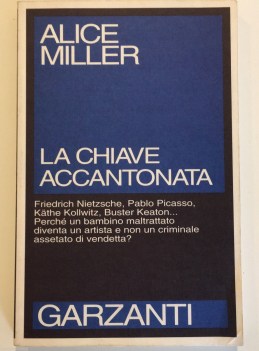 ALICE
MILLER
LA CHIAVE
ACCANTONATA
Friedrich Nietzsche, Pablo Picasso,
Käthe Kollwitz, Buster Keaton...
Perché un bambino maltrattato
diventa un artista e non un criminale
assetato di vendetta?
GARZANTI